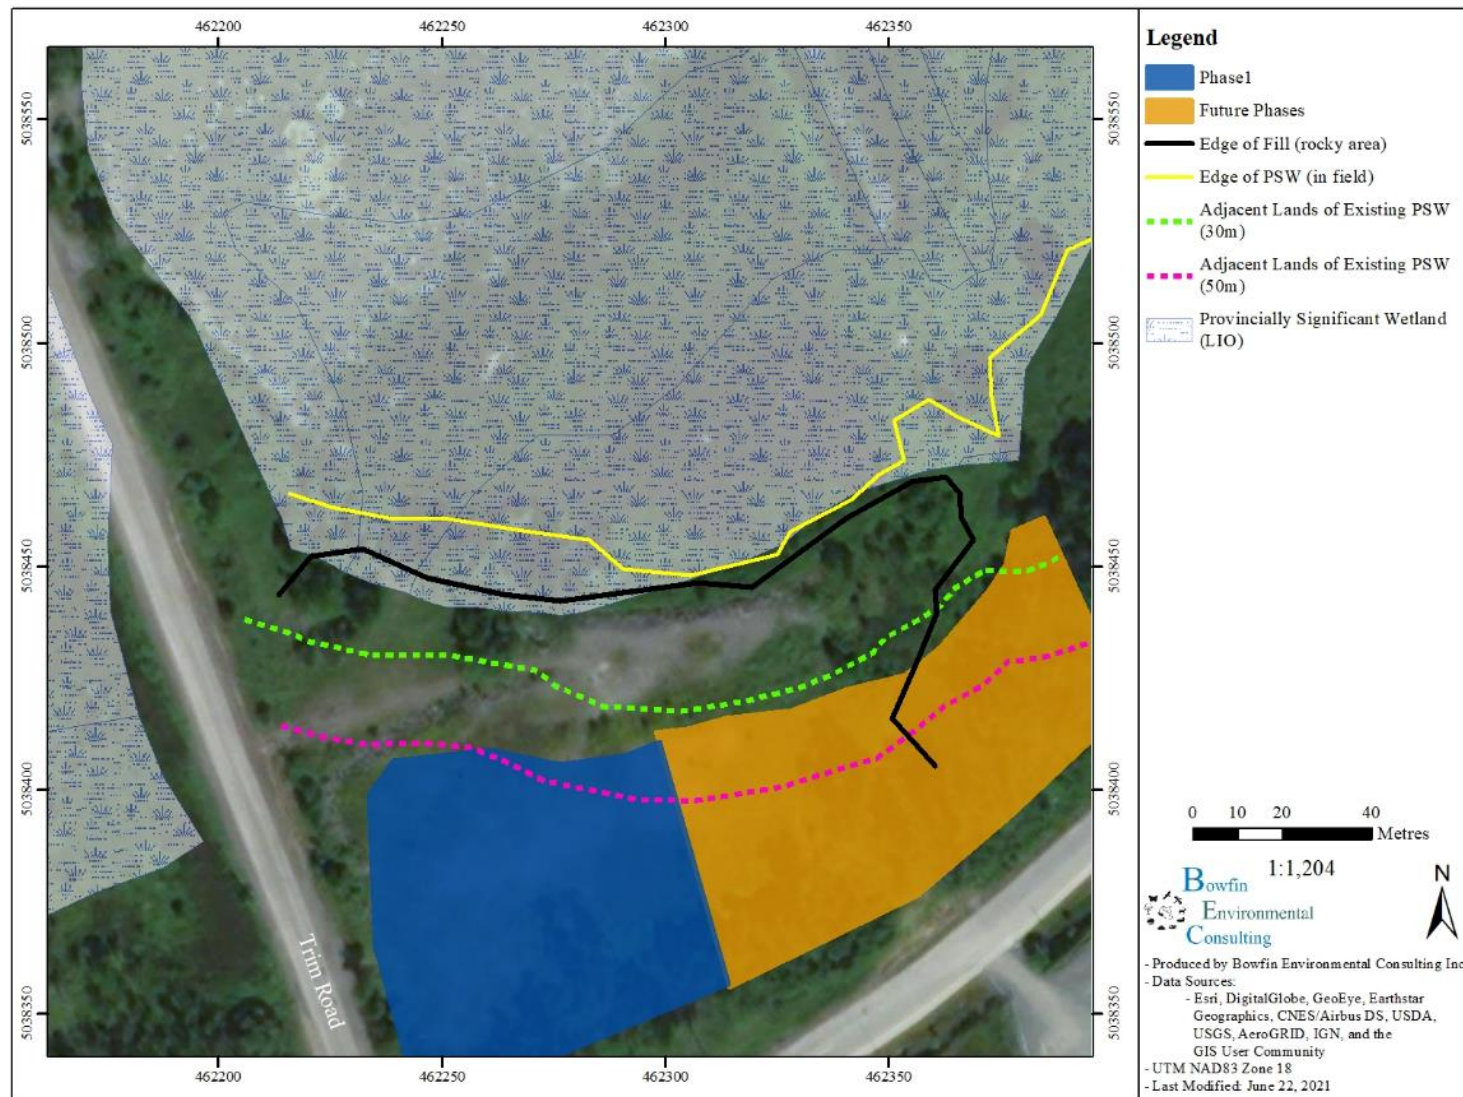 462200 462250 462300 462350
5038550 5038550
5038500 5038500
5038450 5038450
5038400 5038400
5038350 5038350
462200 462250 462300 462350
Trim Road
Legend
Phase1
Future Phases
Edge of Fill (rocky area)
Edge of PSW (in field)
Adjacent Lands of Existing PSW
(30m)
Adjacent Lands of Existing PSW
(50m)
Provincially Significant Wetland
(LIO)
0 10 20 40 Metres
1:1,204
N
Bowfin
Environmental
Consulting
- Produced by Bowfin Environmental Consulting Inc
- Data Sources:
- Esri, DigitalGlobe, GeoEye, Earthstar
Geographics, CNES/Airbus DS, USDA,
USGS, AeroGRID, IGN, and the
GIS User Community
- UTM NAD83 Zone 18
- Last Modified: June 22, 2021